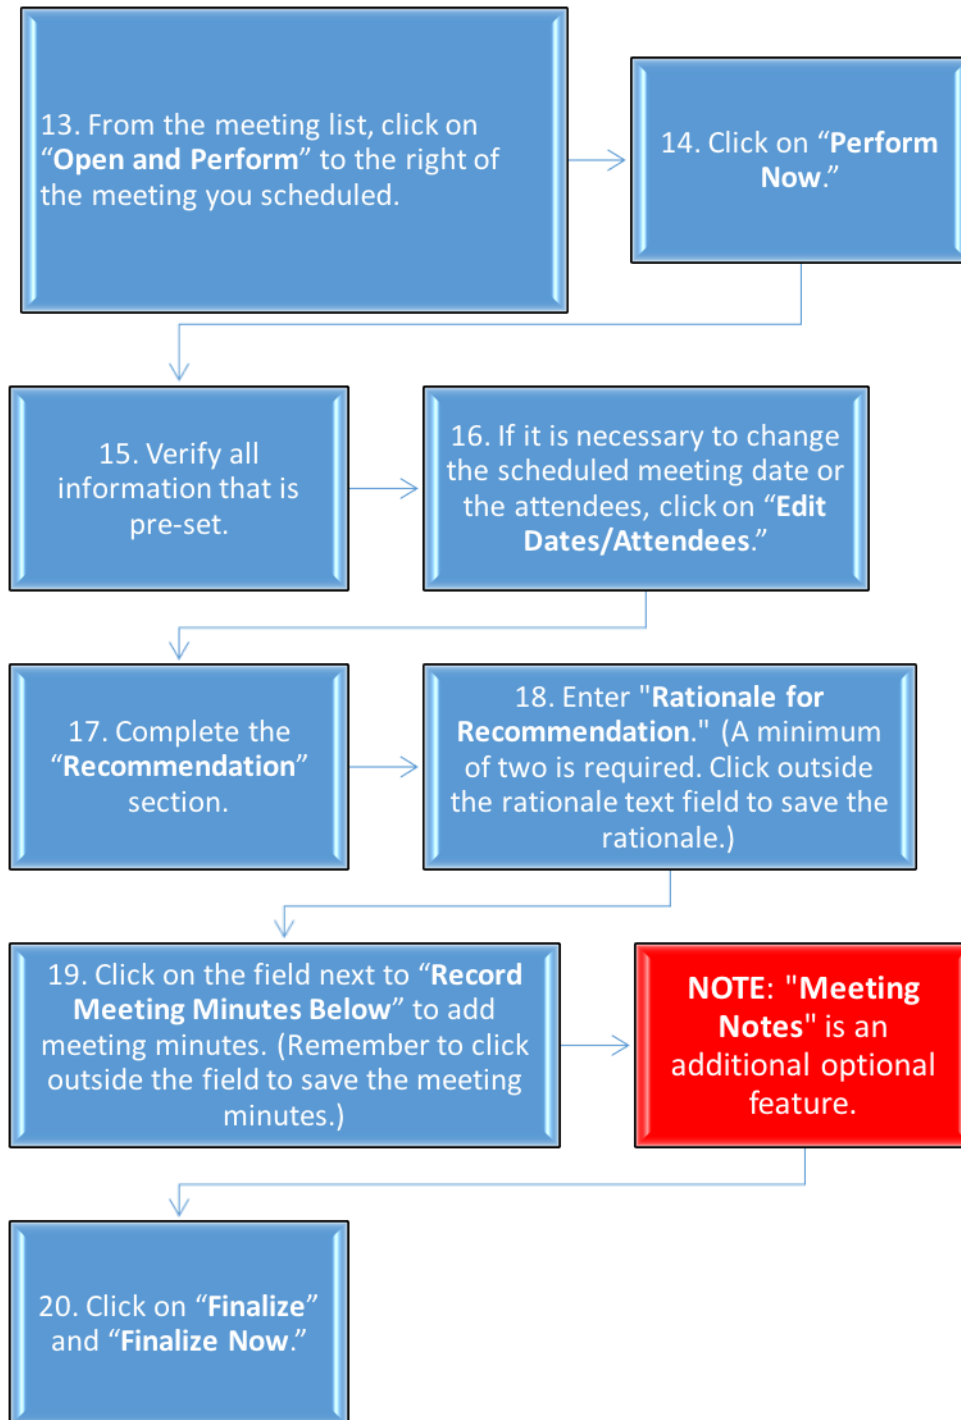 13. From the meeting list, click on
“Open and Perform” to the right of
the meeting you scheduled.
14. Click on “Perform
Now.”
15. Verify all
information that is
pre-set.
16. If it is necessary to change
the scheduled meeting date or
the attendees, click on “Edit
Dates/Attendees.”
17. Complete the
“Recommendation”
section.
18. Enter "Rationale for
Recommendation." (A minimum
of two is required. Click outside
the rationale text field to save the
rationale.)
19. Click on the field next to “Record
Meeting Minutes Below” to add
meeting minutes. (Remember to click
outside the field to save the meeting
minutes.)
NOTE: "Meeting
Notes" is an
additional optional
feature.
20. Click on “Finalize”
and “Finalize Now.”